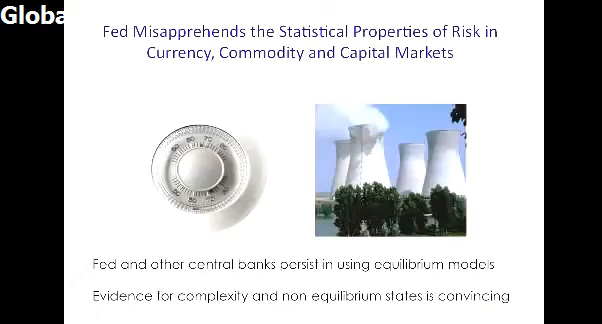 Globa
Fed Misapprehends the Statistical Properties of Risk in
Currency, Commodity and Capital Markets
Fed and other central banks persist in using equilibrium models
Evidence for complexity and non equilibrium states is convincing